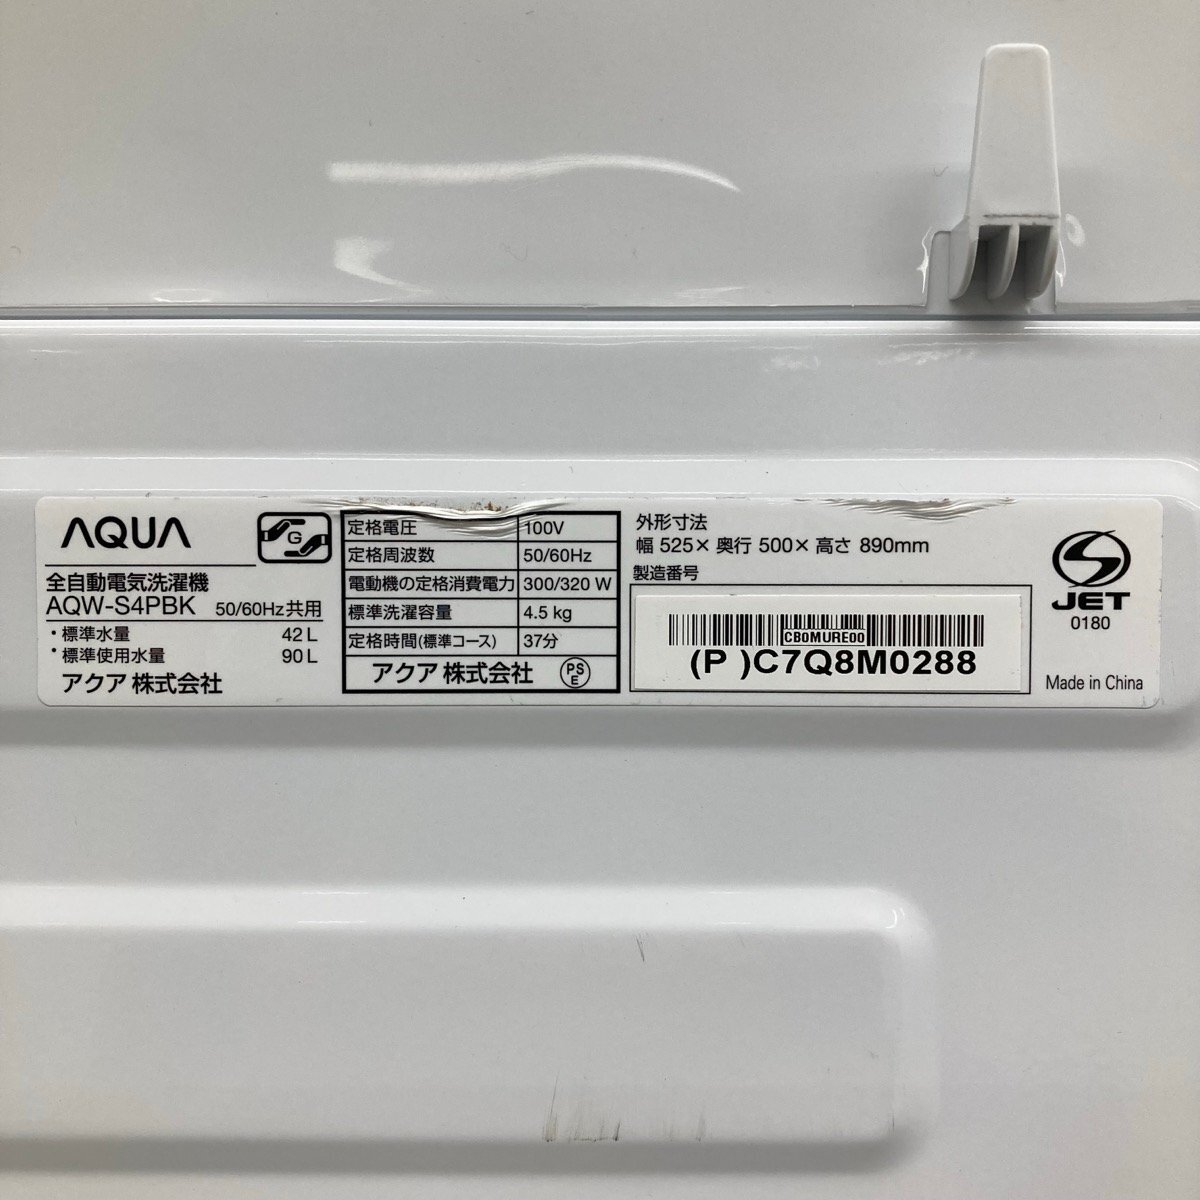 AQUA
G
全自動電気洗濯機
AQW-S4PBK 50/60Hz共用
・標準水量 42 L
・標準使用水量 90 L
アクア 株式会社
定格電圧 100V
定格周波数 50/60Hz
電動機の定格消費電力 300/320 W
標準洗濯容量 4.5 kg
定格時間(標準コース) 37分
アクア 株式会社 PSE
外形寸法
幅 525× 奥行 500× 高さ 890mm
製造番号
CB0MURE00
(P )C7Q8M0288
JET
0180
Made in China